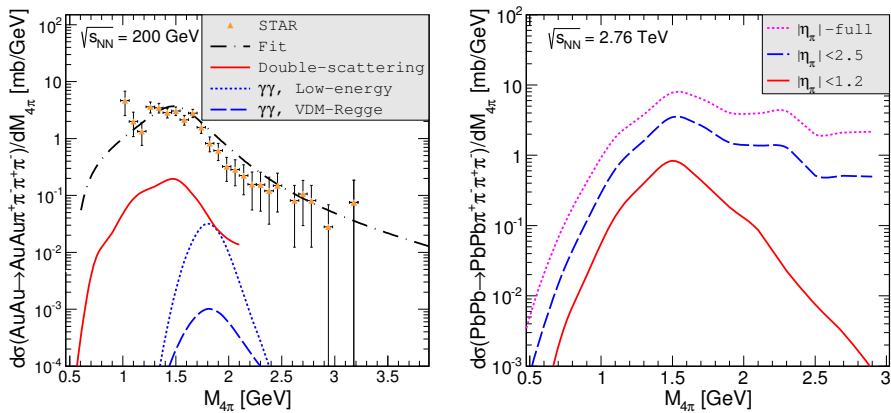 dσ(AuAu→AuAuπ⁺π⁻π⁺π⁻)/dM₄π [mb/GeV]
10²
10
1
10⁻¹
10⁻²
10⁻³
10⁻⁴
√s_NN = 200 GeV
STAR
Fit
Double-scattering
γγ, Low-energy
γγ, VDM-Regge
0.5 1 1.5 2 2.5 3 3.5
M₄π [GeV]
dσ(PbPb→PbPbπ⁺π⁻π⁺π⁻)/dM₄π [mb/GeV]
10²
10
1
10⁻¹
10⁻²
10⁻³
√s_NN = 2.76 TeV
|η_π|-full
|η_π|<2.5
|η_π|<1.2
0.5 1 1.5 2 2.5 3
M₄π [GeV]